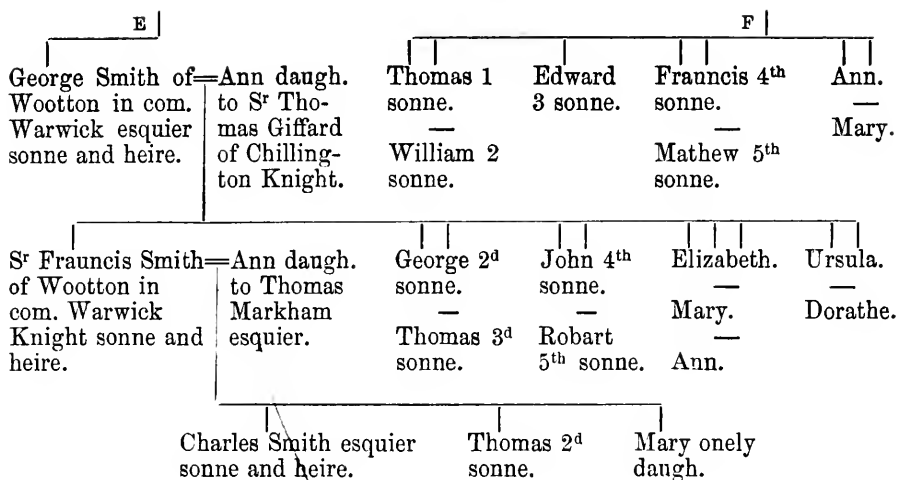 E F
George Smith of=Ann daugh. Thomas 1 Edward Frauncis 4th Ann.
Wootton in com. to Sr Tho- sonne. 3 sonne. sonne. —
Warwick esquier mas Giffard — — Mary.
sonne and heire. of Chilling- William 2 Mathew 5th
ton Knight. sonne. sonne.
Sr Frauncis Smith=Ann daugh. George 2d John 4th Elizabeth. Ursula.
of Wootton in to Thomas sonne. sonne. — —
com. Warwick Markham — — Mary. Dorathe.
Knight sonne and esquier. Thomas 3d Robart —
heire. sonne. 5th sonne. Ann.
Charles Smith esquier Thomas 2d Mary onely
sonne and heire. sonne. daugh.